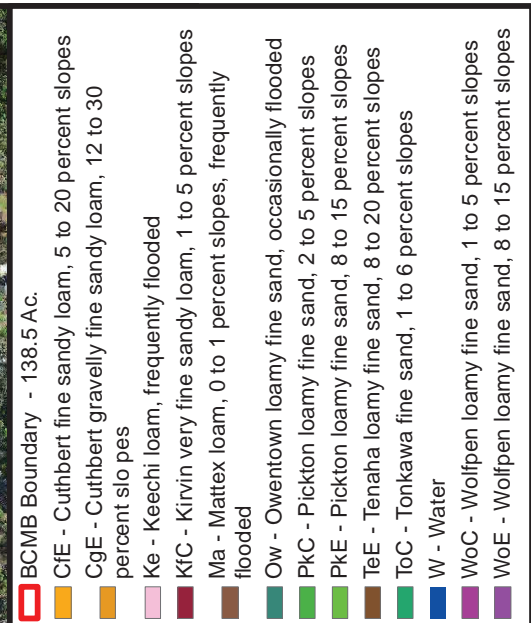 BCMB Boundary - 138.5 Ac.
CfE - Cuthbert fine sandy loam, 5 to 20 percent slopes
CgE - Cuthbert gravelly fine sandy loam, 12 to 30
percent slo pes
Ke - Keechi loam, frequently flooded
KfC - Kirvin very fine sandy loam, 1 to 5 percent slopes
Ma - Mattex loam, 0 to 1 percent slopes, frequently
flooded
Ow - Owentown loamy fine sand, occasionally flooded
PkC - Pickton loamy fine sand, 2 to 5 percent slopes
PkE - Pickton loamy fine sand, 8 to 15 percent slopes
TeE - Tenaha loamy fine sand, 8 to 20 percent slopes
ToC - Tonkawa fine sand, 1 to 6 percent slopes
W - Water
WoC - Wolfpen loamy fine sand, 1 to 5 percent slopes
WoE - Wolfpen loamy fine sand, 8 to 15 percent slopes